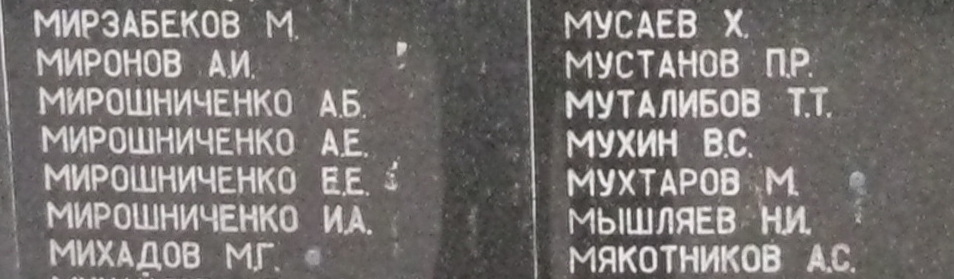 МИРЗАБЕКОВ М.
МИРОНОВ А.И.
МИРОШНИЧЕНКО А.Б.
МИРОШНИЧЕНКО А.Е.
МИРОШНИЧЕНКО Е.Е.
МИРОШНИЧЕНКО И.А.
МИХАДОВ М.Г.
МУСАЕВ Х.
МУСТАНОВ П.Р.
МУТАЛИБОВ Т.Т.
МУХИН В.С.
МУХТАРОВ М.
МЫШЛЯЕВ Н.И.
МЯКОТНИКОВ А.С.